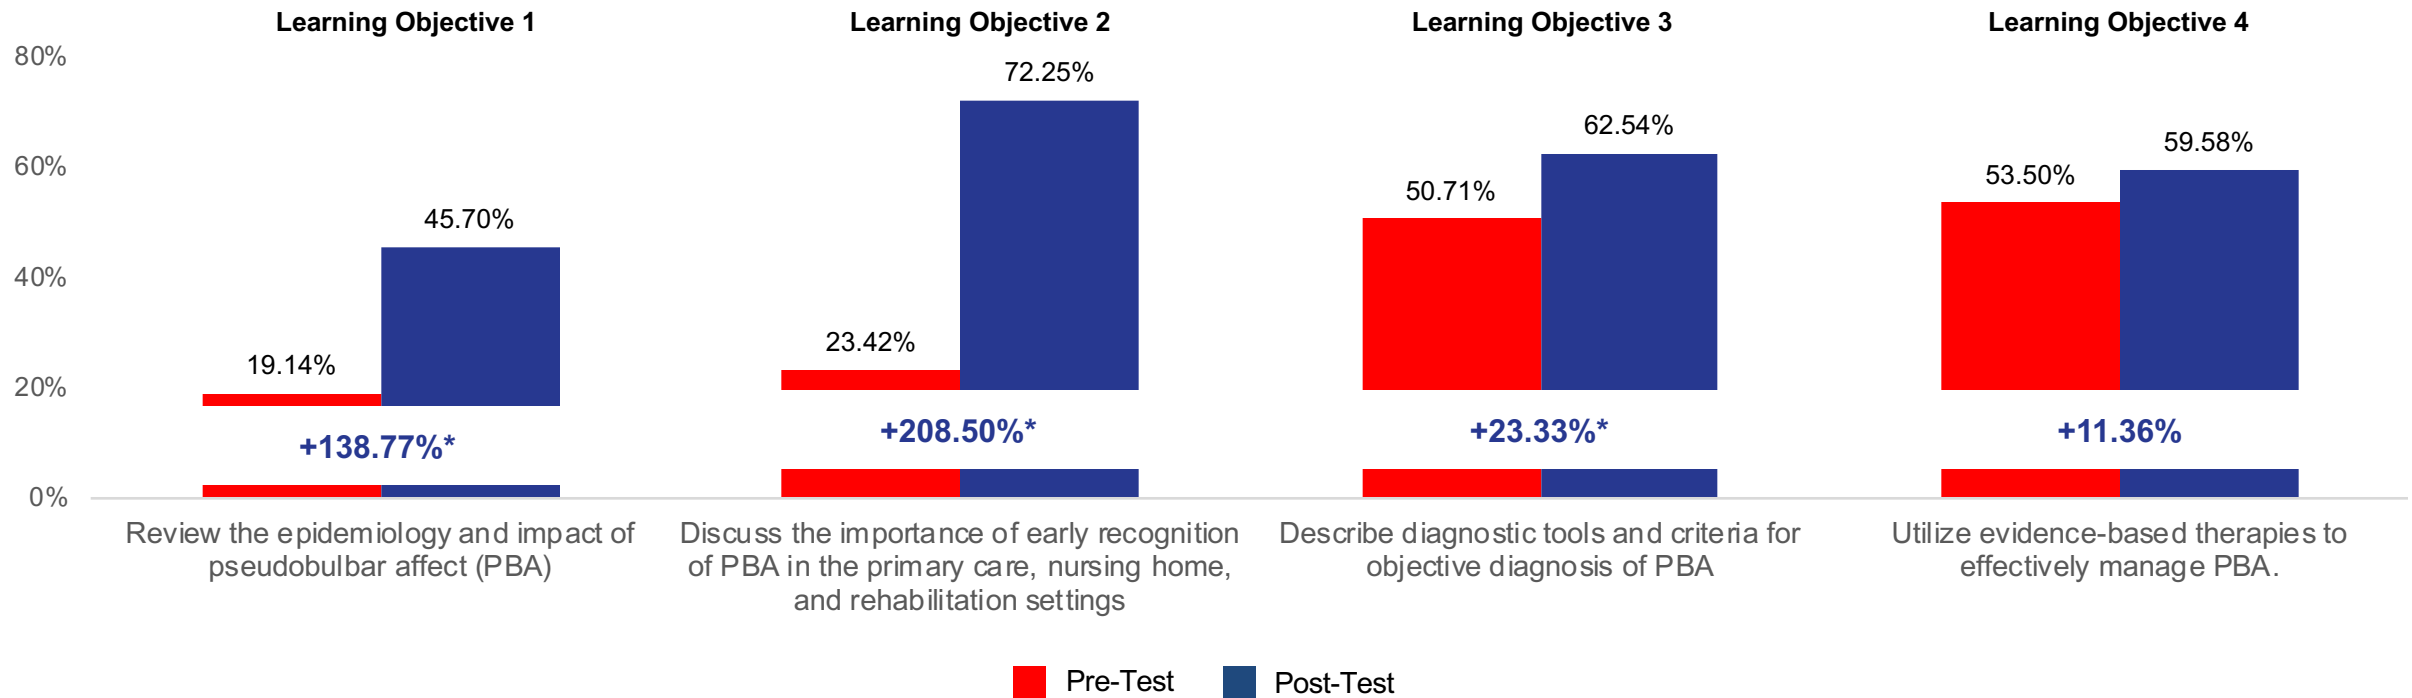 Learning Objective 1
Learning Objective 2
Learning Objective 3
Learning Objective 4
80%
60%
40%
20%
0%
19.14%
45.70%
23.42%
72.25%
50.71%
62.54%
53.50%
59.58%
+138.77%*
+208.50%*
+23.33%*
+11.36%
Review the epidemiology and impact of
pseudobulbar affect (PBA)
Discuss the importance of early recognition
of PBA in the primary care, nursing home,
and rehabilitation settings
Describe diagnostic tools and criteria for
objective diagnosis of PBA
Utilize evidence-based therapies to
effectively manage PBA.
Pre-Test
Post-Test